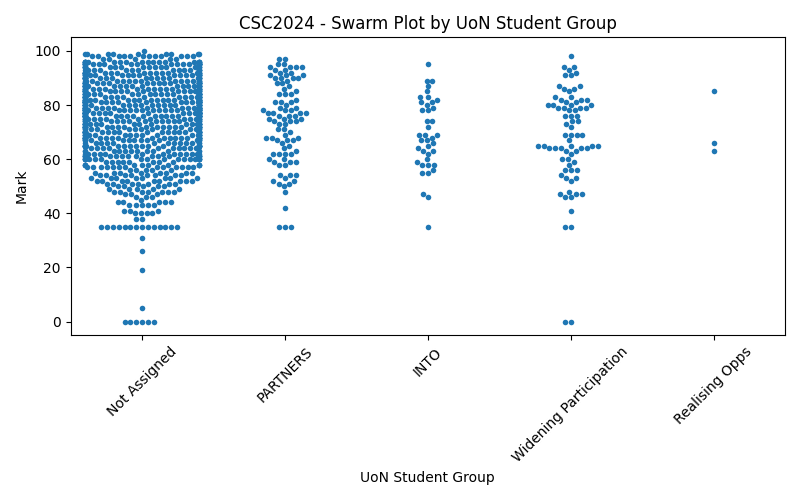 CSC2024 - Swarm Plot by UoN Student Group
Mark
100
80
60
40
20
0
Not Assigned
PARTNERS
INTO
Widening Participation
Realising Opps
UoN Student Group